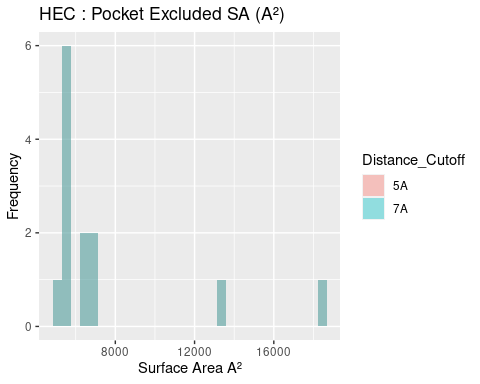 HEC : Pocket Excluded SA (A²)
Frequency
6
4
2
0
8000 12000 16000
Surface Area A²
Distance_Cutoff
5A
7A